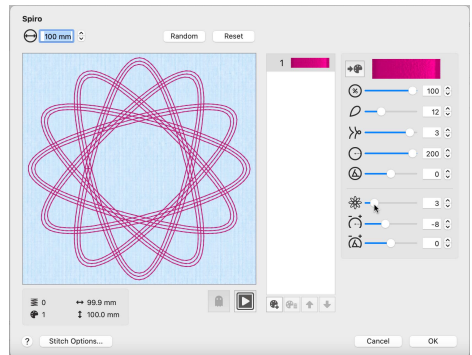 Spiro
100 mm
Random
Reset
1
100
12
3
200
0
3
-8
0
0
99.9 mm
1
100.0 mm
?
Stitch Options...
Cancel
OK